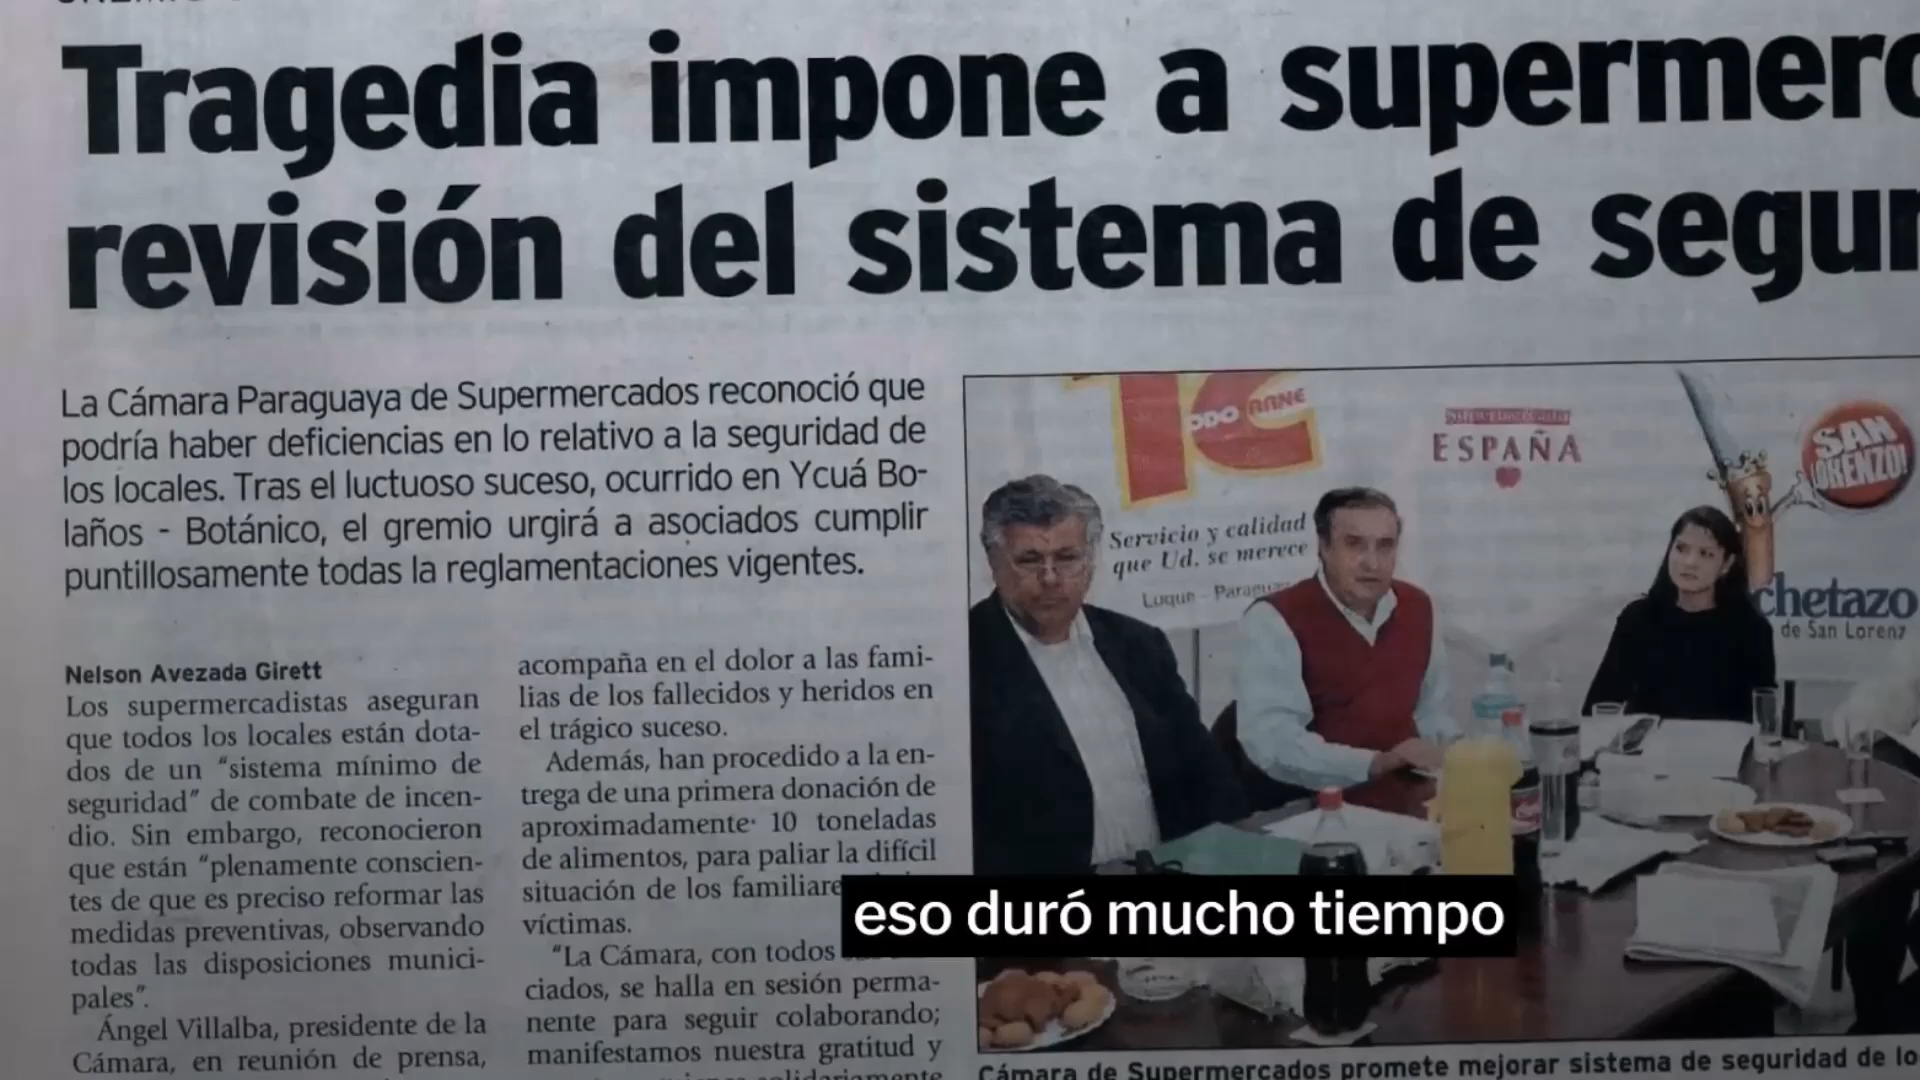 Tragedia impone a
revisión del sistema de
La Cámara Paraguaya de Supermercados reconoció que
podría haber deficiencias en lo relativo a la seguridad de
los locales. Tras el luctuoso suceso, ocurrido en Ycuá Bo-
laños - Botánico, el gremio urgirá a asociados cumplir
puntillosamente todas la reglamentaciones vigentes.
Nelson Avezada Girett
Los supermercadistas aseguran
que todos los locales están dota-
dos de un “sistema mínimo de
seguridad” de combate de incen-
dio. Sin embargo, reconocieron
que están “plenamente conscien-
tes de que es preciso reformar las
medidas preventivas, observando
todas las disposiciones munici-
pales”.
Ángel Villalba, presidente de la
Cámara, en reunión de prensa,
acompaña en el dolor a las fami-
lias de los fallecidos y heridos en
el trágico suceso.
Además, han procedido a la en-
trega de una primera donación de
aproximadamente 10 toneladas
de alimentos, para paliar la difícil
situación de los
víctimas.
“La Cámara, con todos
ciados, se halla en sesión perma-
nente para seguir colaborando;
manifestamos nuestra gratitud y
ESPAÑA
Servicio y calidad
que Ud. se merece
Luque -
SAN
LORENZO!
chetazo
de San
eso duró mucho tiempo
Cámara de Supermercados promete mejorar sistema de seguridad de